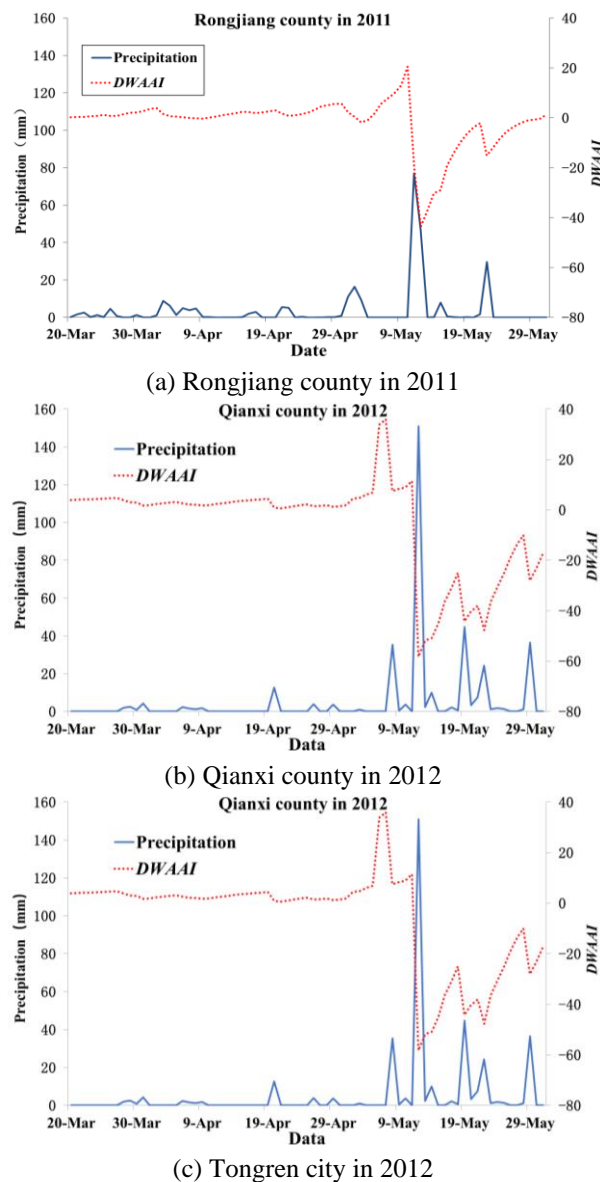 Rongjiang county in 2011
Precipitation
DWAAI
Precipitation (mm)
160
140
120
100
80
60
40
20
0
40
20
0
−20
−40
−60
−80
DWAAI
20-Mar 30-Mar 9-Apr 19-Apr 29-Apr 9-May 19-May 29-May
Date
(a) Rongjiang county in 2011
Qianxi county in 2012
Precipitation
DWAAI
Precipitation (mm)
160
140
120
100
80
60
40
20
0
40
20
0
−20
−40
−60
−80
DWAAI
20-Mar 30-Mar 9-Apr 19-Apr 29-Apr 9-May 19-May 29-May
Data
(b) Qianxi county in 2012
Qianxi county in 2012
Precipitation
DWAAI
Precipitation (mm)
160
140
120
100
80
60
40
20
0
40
20
0
−20
−40
−60
−80
DWAAI
20-Mar 30-Mar 9-Apr 19-Apr 29-Apr 9-May 19-May 29-May
Data
(c) Tongren city in 2012